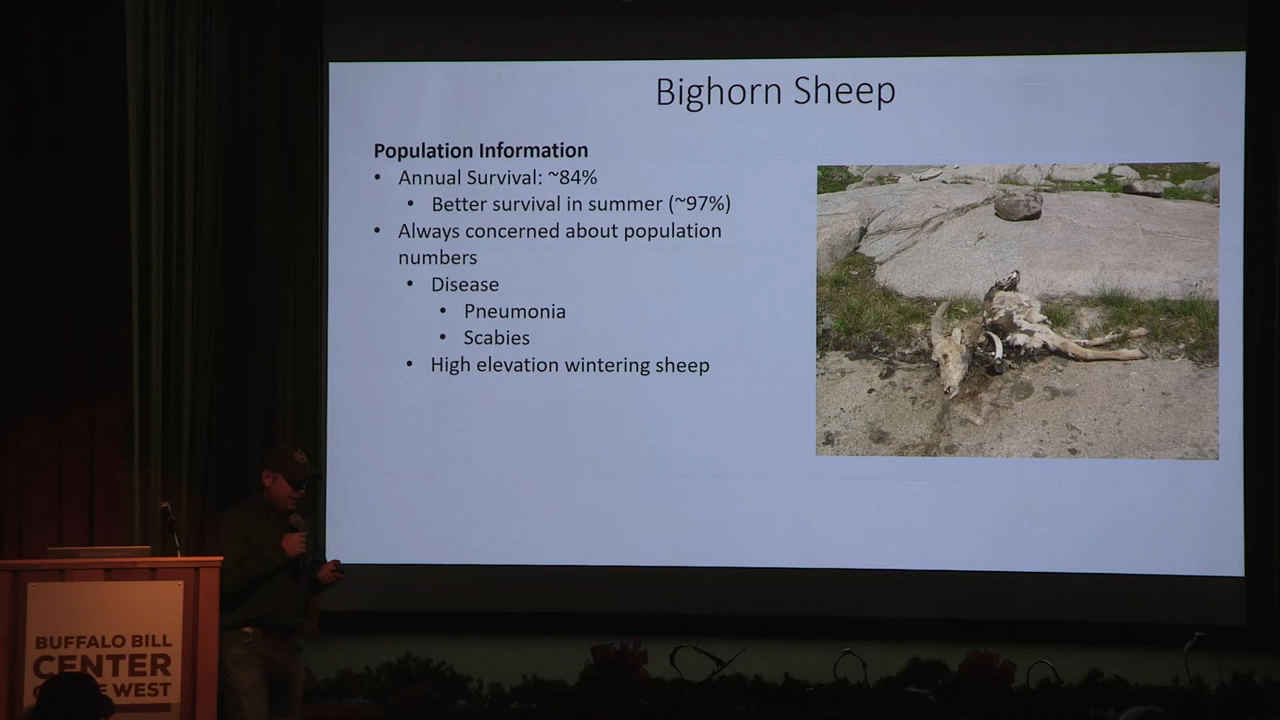 Bighorn Sheep
Population Information
• Annual Survival: ~84%
• Better survival in summer (~97%)
• Always concerned about population
numbers
• Disease
• Pneumonia
• Scabies
• High elevation wintering sheep
BUFFALO BILL
CENTER
WEST